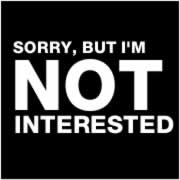 SORRY, BUT I'M
NOT
INTERESTED